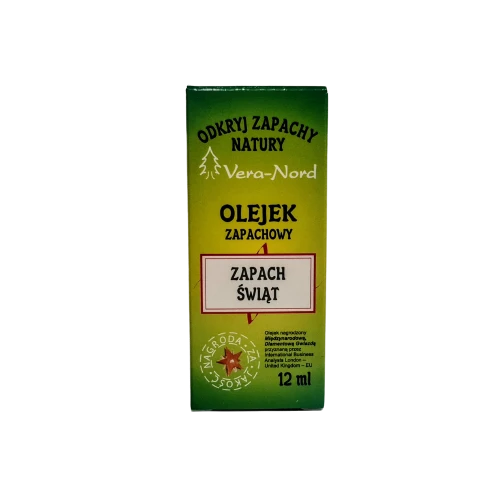 ODKRYJ ZAPACHY
NATURY
Vera-Nord
OLEJEK
ZAPACHOWY
ZAPACH
ŚWIĄT
NAGRODA ZA JAKOŚĆ
Olejek nagrodzony
Międzynarodową,
Diamentową Gwiazdą
przyznaną przez
International Business
Analysts London –
United Kingdom – EU
12 ml